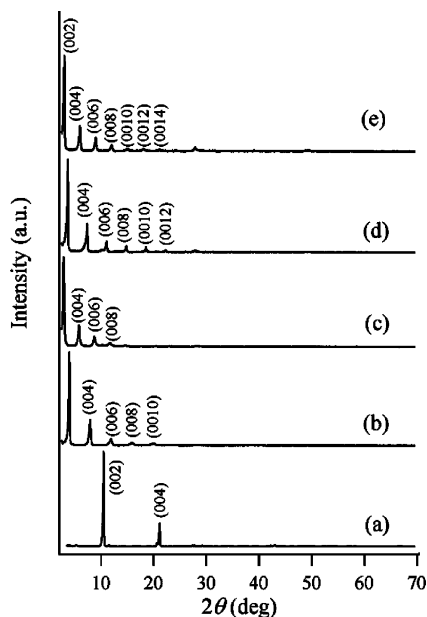 (002)
(004)
(006)
(008)
(0010)
(0012)
(0014)
(e)
(004)
(006)
(008)
(0010)
(0012)
(d)
(004)
(006)
(008)
(c)
(004)
(006)
(008)
(0010)
(b)
(002)
(004)
(a)
Intensity (a.u.)
10 20 30 40 50 60 70
2θ (deg)